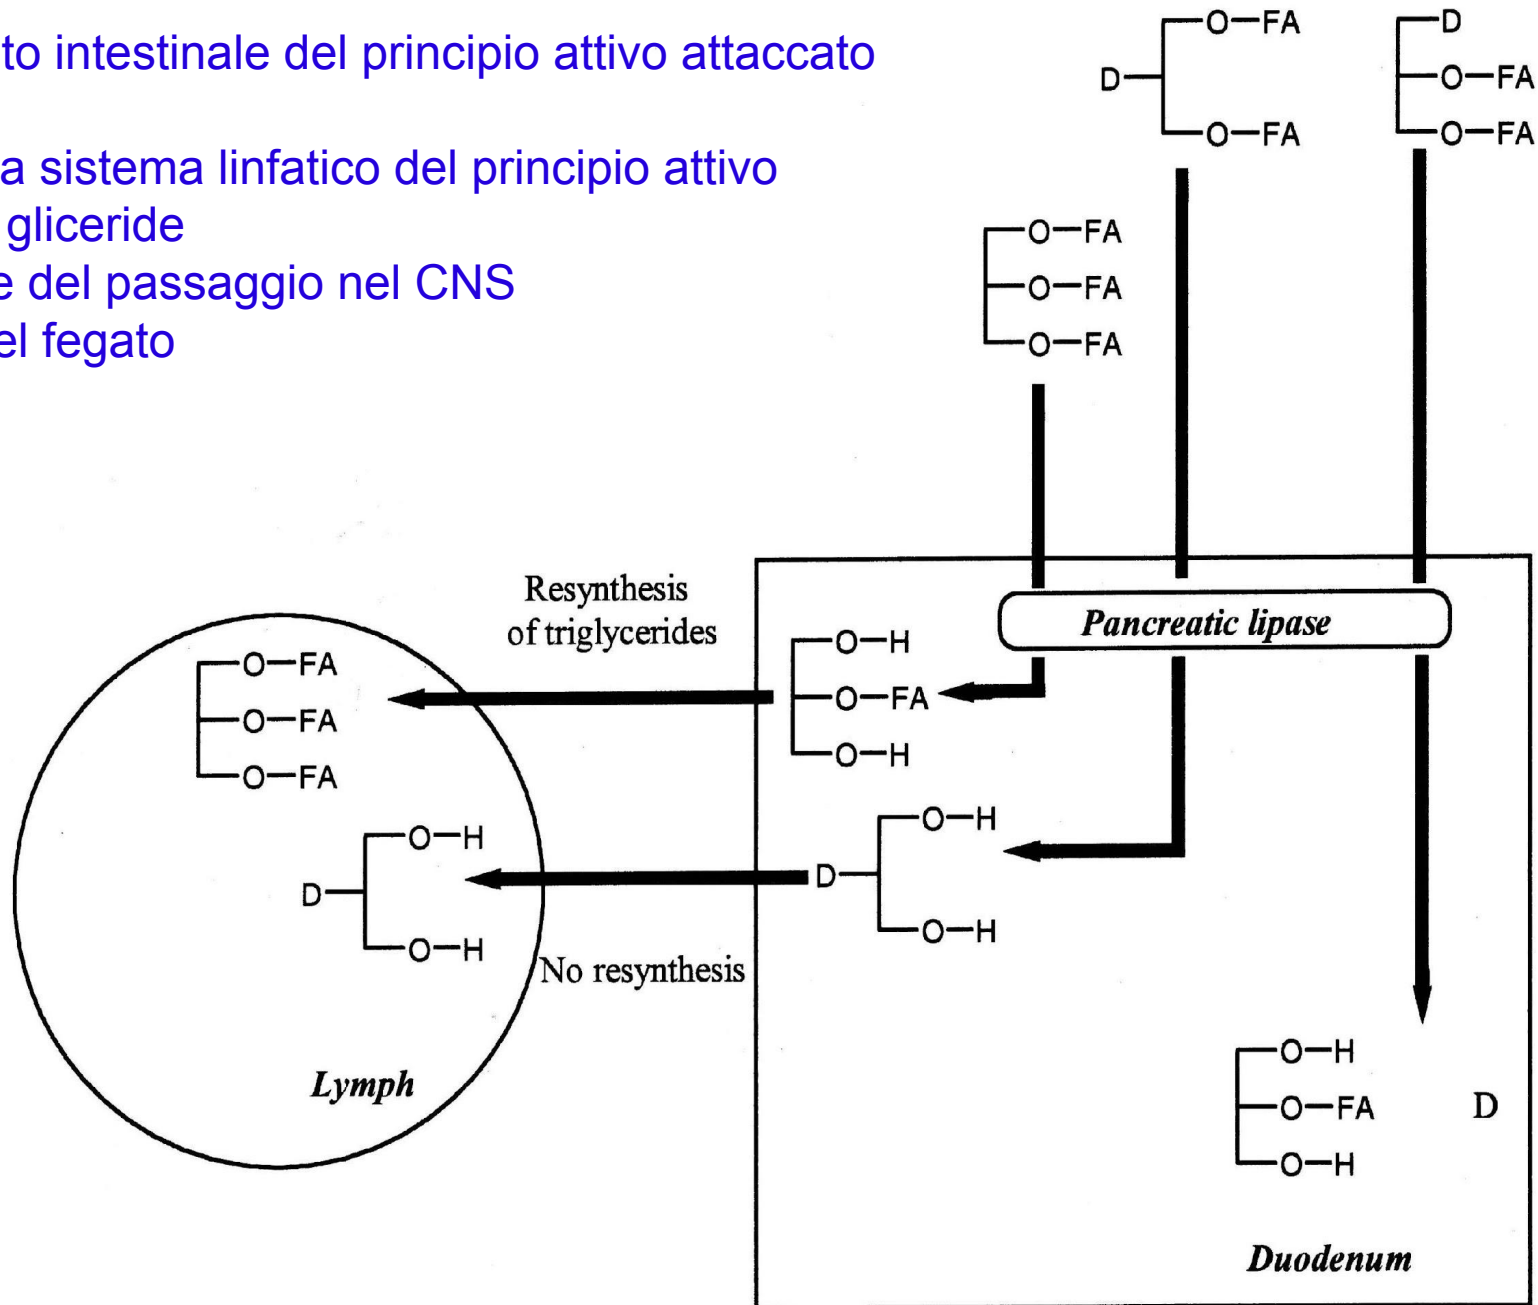 to intestinale del principio attivo attaccato
a sistema linfatico del principio attivo
gliceride
e del passaggio nel CNS
el fegato
O—FA
D
O—FA
O—FA
D
O—FA
O—FA
O—FA
O—FA
O—FA
Resynthesis
of triglycerides
Pancreatic lipase
O—FA
O—FA
O—FA
O—H
O—FA
O—H
D
O—H
O—H
D
O—H
O—H
No resynthesis
Lymph
O—H
O—FA
O—H
D
Duodenum